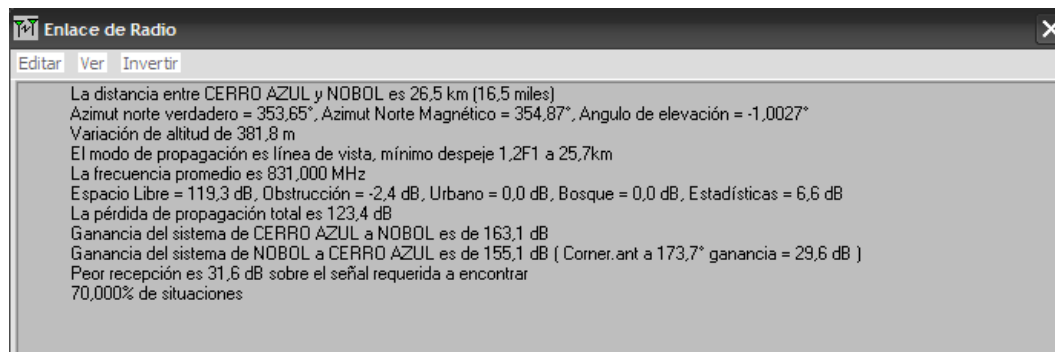 Enlace de Radio
Editar Ver Invertir
La distancia entre CERRO AZUL y NOBOL es 26,5 km (16,5 miles)
Azimut norte verdadero = 353,65°, Azimut Norte Magnético = 354,87°, Angulo de elevación = -1,0027°
Variación de altitud de 381,8 m
El modo de propagación es línea de vista, mínimo despeje 1,2F1 a 25,7km
La frecuencia promedio es 831,000 MHz
Espacio Libre = 119,3 dB, Obstrucción = -2,4 dB, Urbano = 0,0 dB, Bosque = 0,0 dB, Estadísticas = 6,6 dB
La pérdida de propagación total es 123,4 dB
Ganancia del sistema de CERRO AZUL a NOBOL es de 163,1 dB
Ganancia del sistema de NOBOL a CERRO AZUL es de 155,1 dB ( Corner.ant a 173,7° ganancia = 29,6 dB )
Peor recepción es 31,6 dB sobre el señal requerida a encontrar
70,000% de situaciones